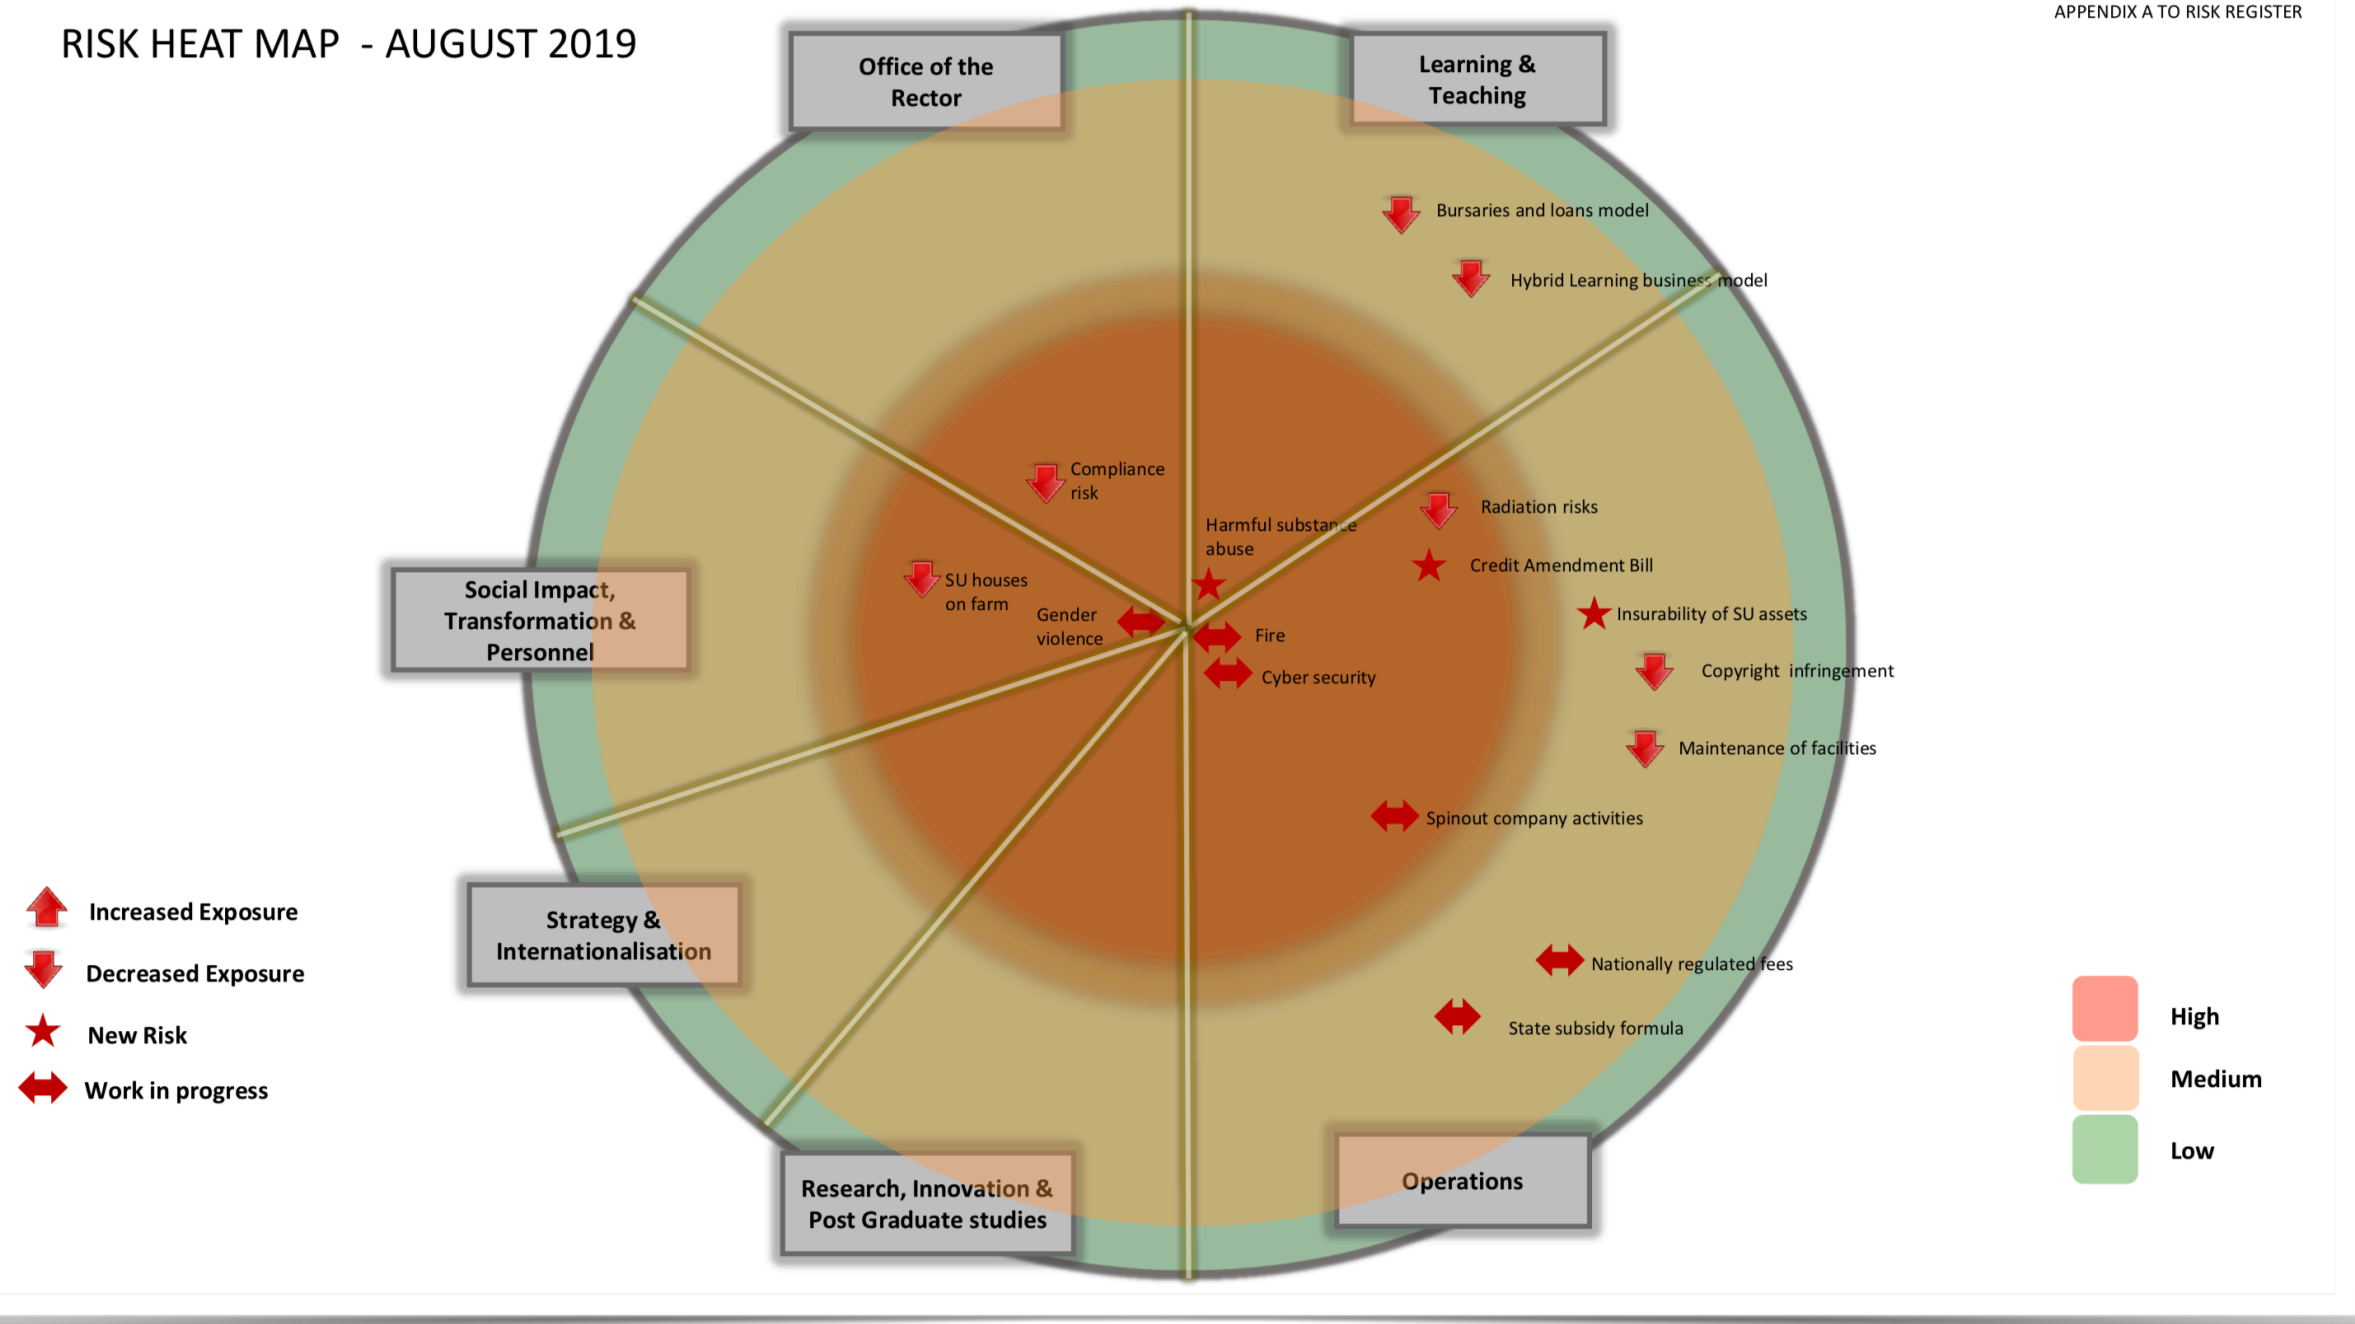 APPENDIX A TO RISK REGISTER
RISK HEAT MAP - AUGUST 2019
Office of the
Rector
Learning &
Teaching
Bursaries and loans model
Hybrid Learning business model
Compliance
risk
Harmful substance
abuse
Radiation risks
Credit Amendment Bill
SU houses
on farm
Gender
violence
Fire
Cyber security
Insurability of SU assets
Copyright infringement
Maintenance of facilities
Spinout company activities
Nationally regulated fees
State subsidy formula
Social Impact,
Transformation &
Personnel
Strategy &
Internationalisation
Research, Innovation &
Post Graduate studies
Operations
Increased Exposure
Decreased Exposure
New Risk
Work in progress
High
Medium
Low